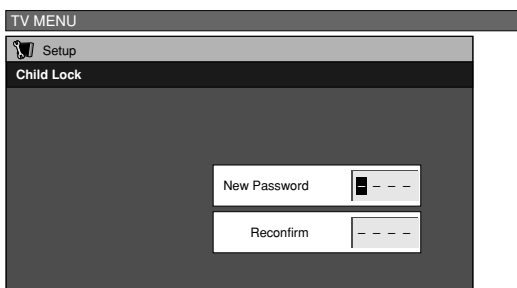 TV MENU
Setup
Child Lock
New Password – – – –
Reconfirm – – – –